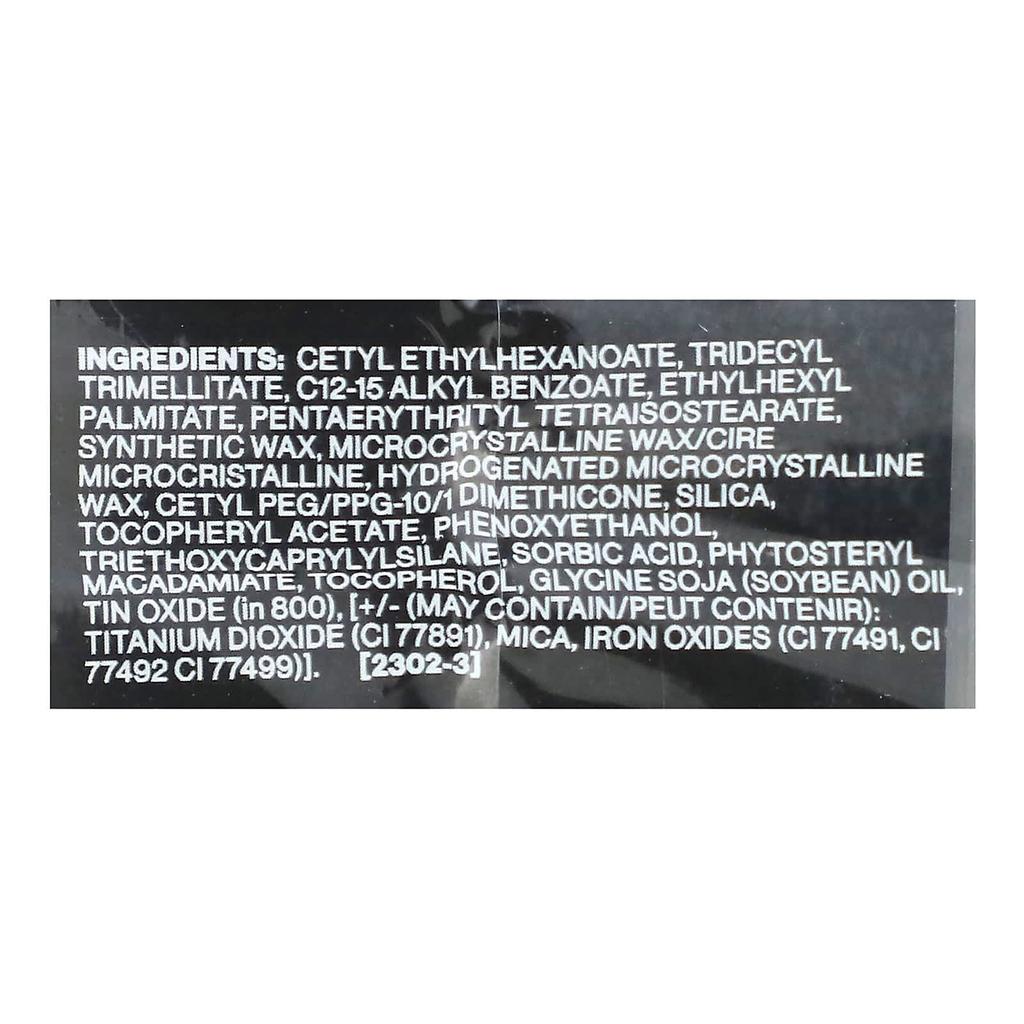 INGREDIENTS: CETYL ETHYLHEXANOATE, TRIDECYL
TRIMELLITATE, C12-15 ALKYL BENZOATE, ETHYLHEXYL
PALMITATE, PENTAERYTHRITYL TETRAISOSTEARATE,
SYNTHETIC WAX, MICROCRYSTALLINE WAX/CIRE
MICROCRISTALLINE, HYDROGENATED MICROCRYSTALLINE
WAX, CETYL PEG/PPG-10/1 DIMETHICONE, SILICA,
TOCOPHERYL ACETATE, PHENOXYETHANOL,
TRIETHOXYCAPRYLYLSILANE, SORBIC ACID, PHYTOSTERYL
MACADAMIATE, TOCOPHEROL, GLYCINE SOJA (SOYBEAN) OIL,
TIN OXIDE (in 800), [+/- (MAY CONTAIN/PEUT CONTENIR):
TITANIUM DIOXIDE (CI 77891), MICA, IRON OXIDES (CI 77491, CI
77492 CI 77499)]. [2302-3]